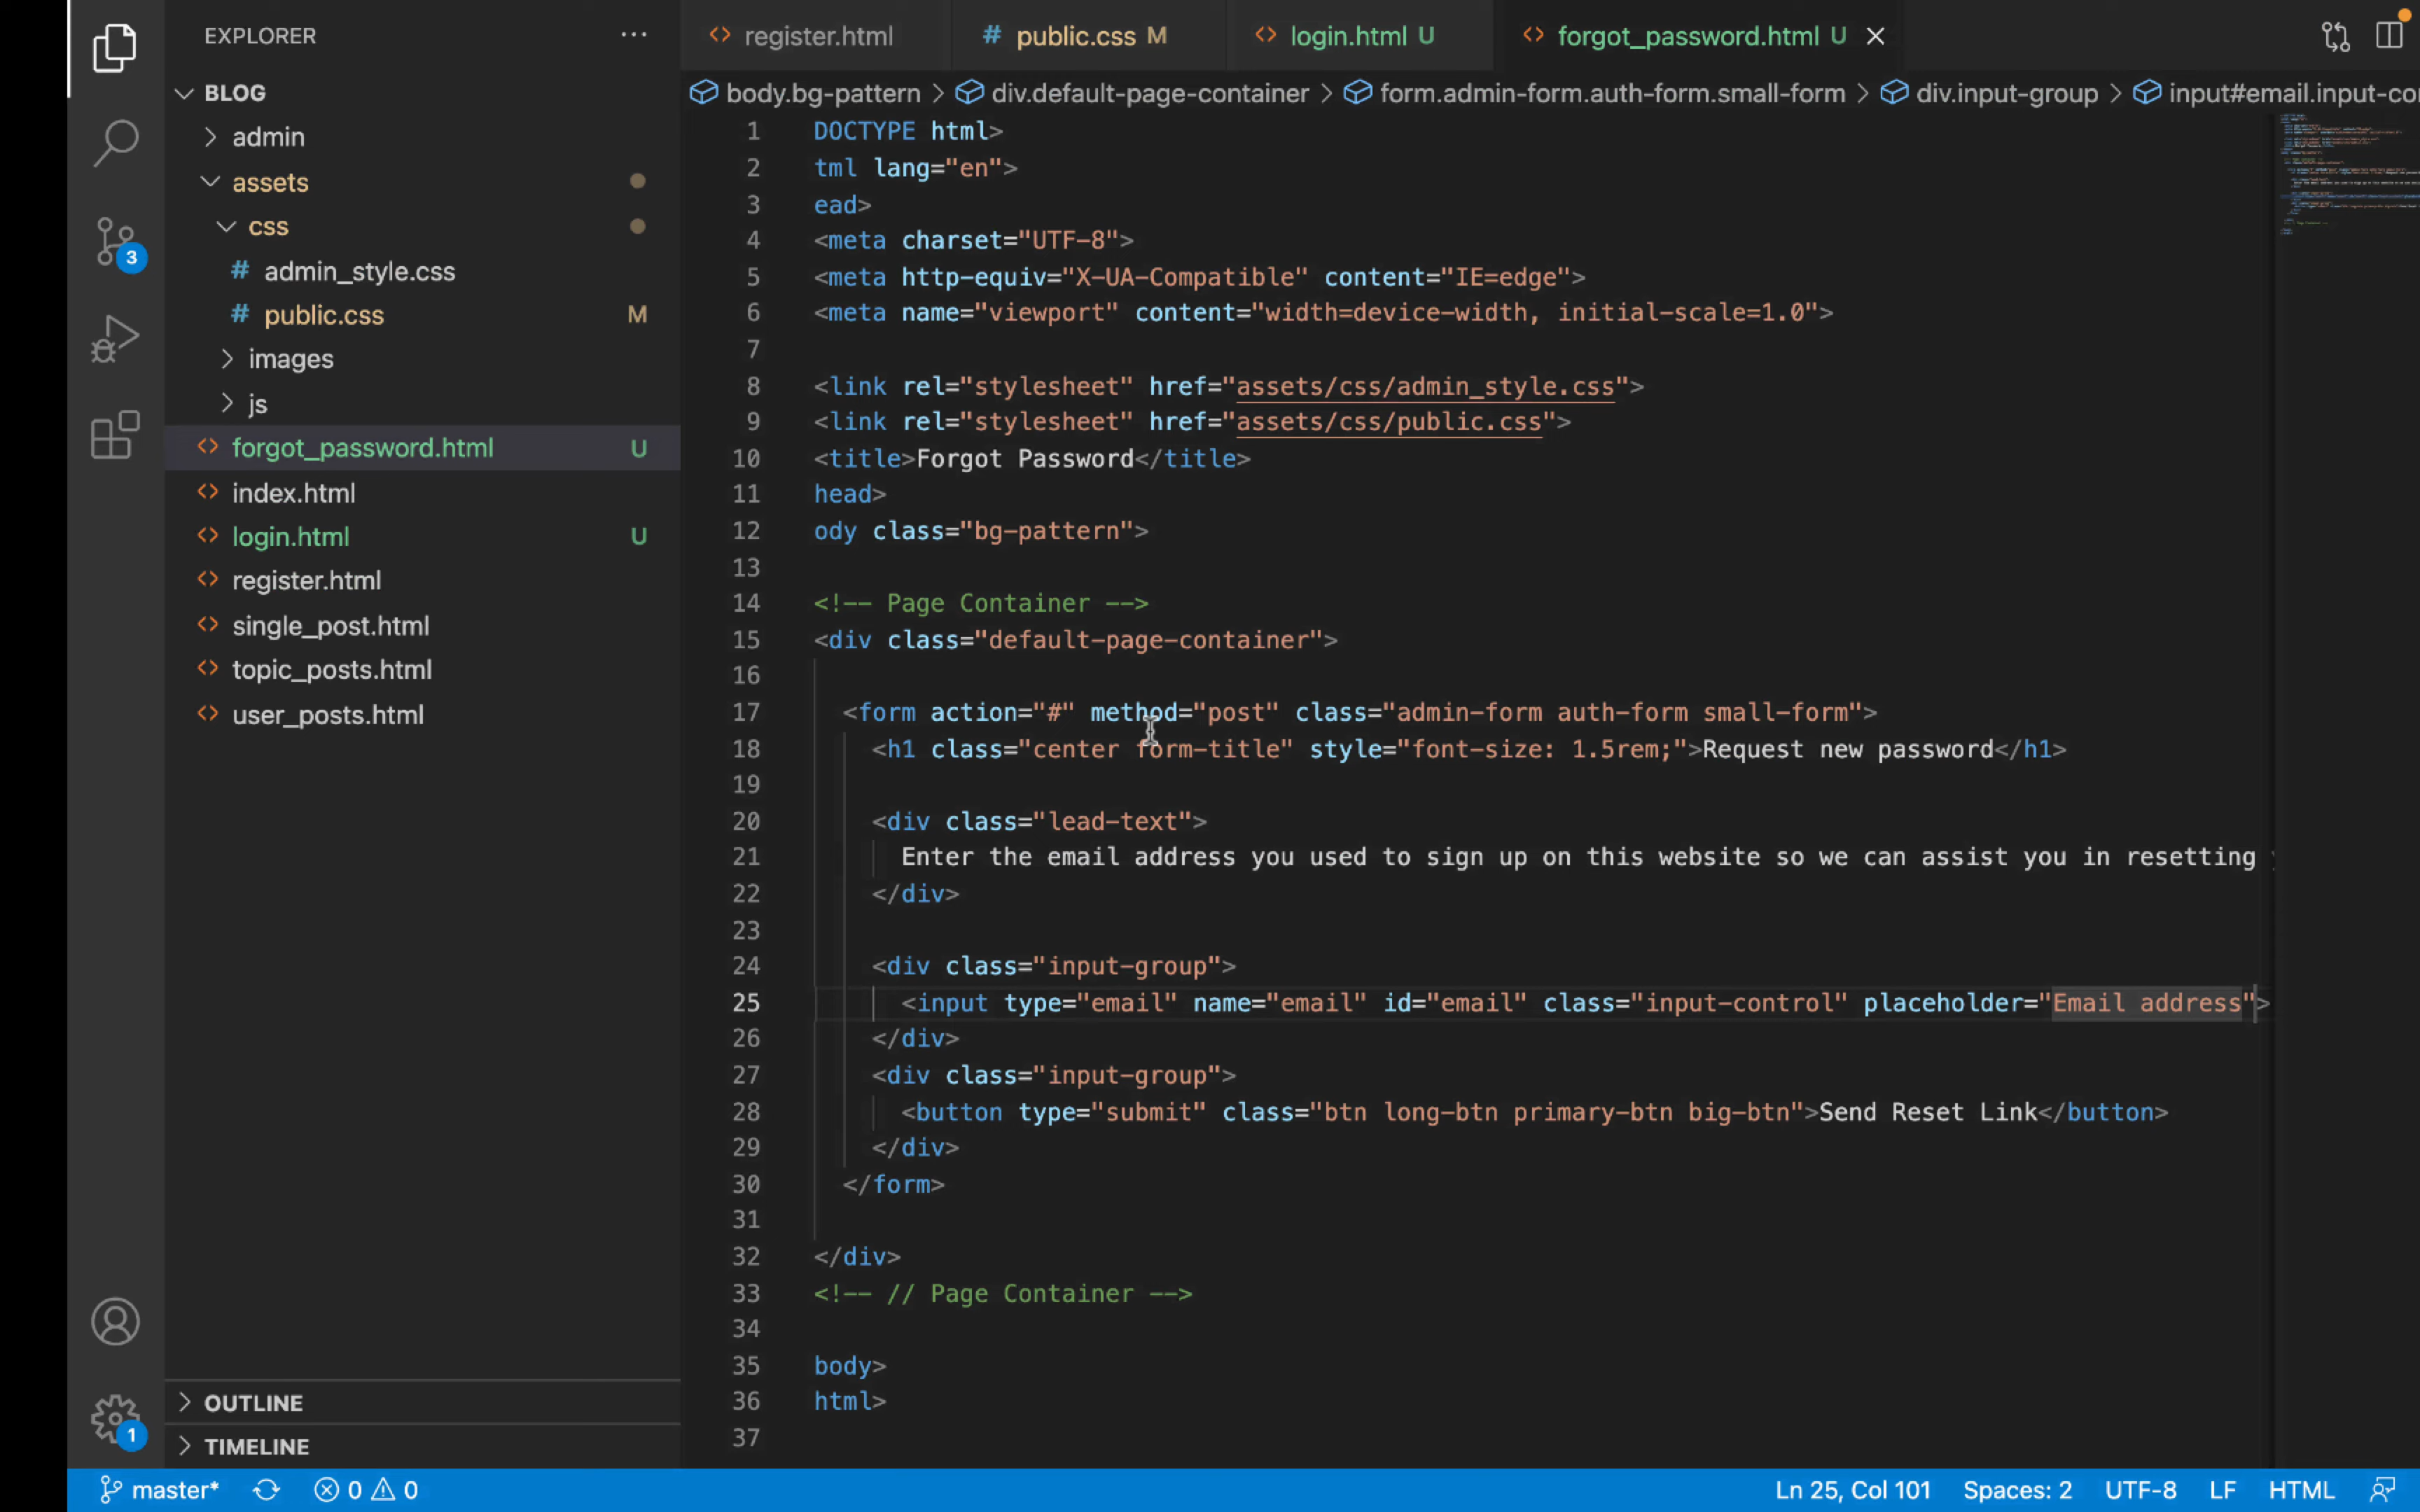 EXPLORER
BLOG
admin
assets
css
# admin_style.css
# public.css M
images
js
forgot_password.html U
index.html
login.html U
register.html
single_post.html
topic_posts.html
user_posts.html
OUTLINE
TIMELINE
3
1
register.html
# public.css M
login.html U
forgot_password.html U
body.bg-pattern > div.default-page-container > form.admin-form.auth-form.small-form > div.input-group > input#email.input-co
1 DOCTYPE html>
2 tml lang="en">
3 ead>
4 <meta charset="UTF-8">
5 <meta http-equiv="X-UA-Compatible" content="IE=edge">
6 <meta name="viewport" content="width=device-width, initial-scale=1.0">
7
8 <link rel="stylesheet" href="assets/css/admin_style.css">
9 <link rel="stylesheet" href="assets/css/public.css">
10 <title>Forgot Password</title>
11 head>
12 ody class="bg-pattern">
13
14 <!-- Page Container -->
15 <div class="default-page-container">
16
17 <form action="#" method="post" class="admin-form auth-form small-form">
18 <h1 class="center form-title" style="font-size: 1.5rem;">Request new password</h1>
19
20 <div class="lead-text">
21 Enter the email address you used to sign up on this website so we can assist you in resetting
22 </div>
23
24 <div class="input-group">
25 <input type="email" name="email" id="email" class="input-control" placeholder="Email address">
26 </div>
27 <div class="input-group">
28 <button type="submit" class="btn long-btn primary-btn big-btn">Send Reset Link</button>
29 </div>
30 </form>
31
32 </div>
33 <!-- // Page Container -->
34
35 body>
36 html>
37
master* 0 0 Ln 25, Col 101 Spaces: 2 UTF-8 LF HTML